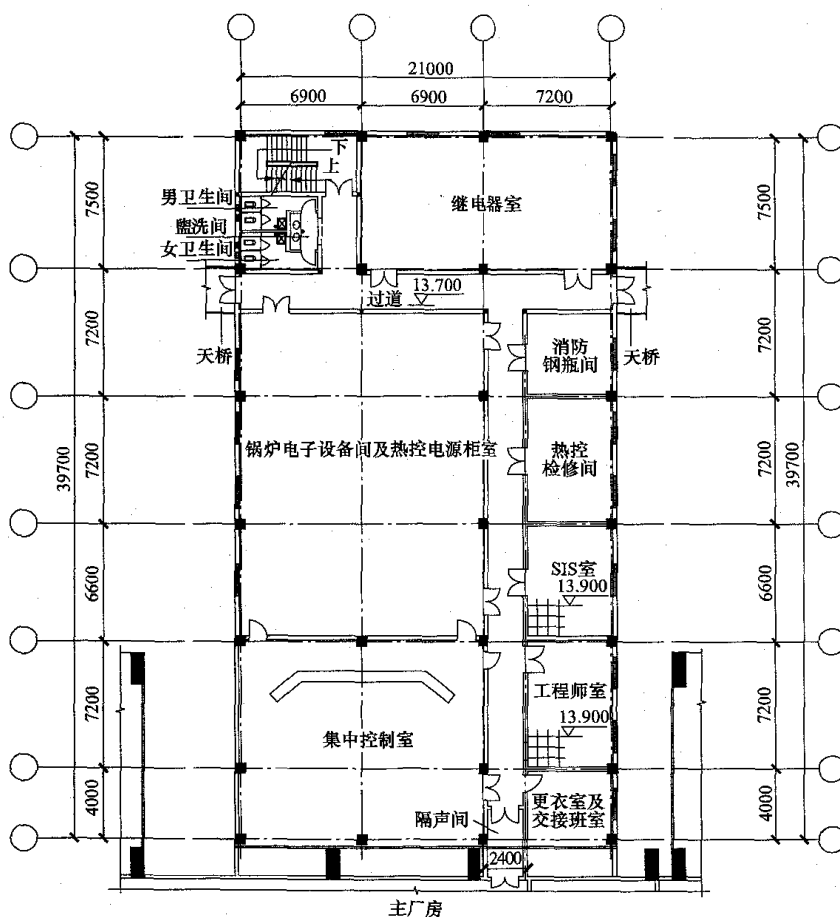 21000
6900
6900
7200
下
上
男卫生间
盥洗间
女卫生间
继电器室
7500
7500
过道
13.700
天桥
天桥
消防
钢瓶间
7200
7200
锅炉电子设备间及热控电源柜室
热控
检修间
39700
7200
7200
39700
SIS室
13.900
6600
6600
工程师室
13.900
集中控制室
7200
7200
隔声间
更衣室及
交接班室
4000
4000
2400
主厂房